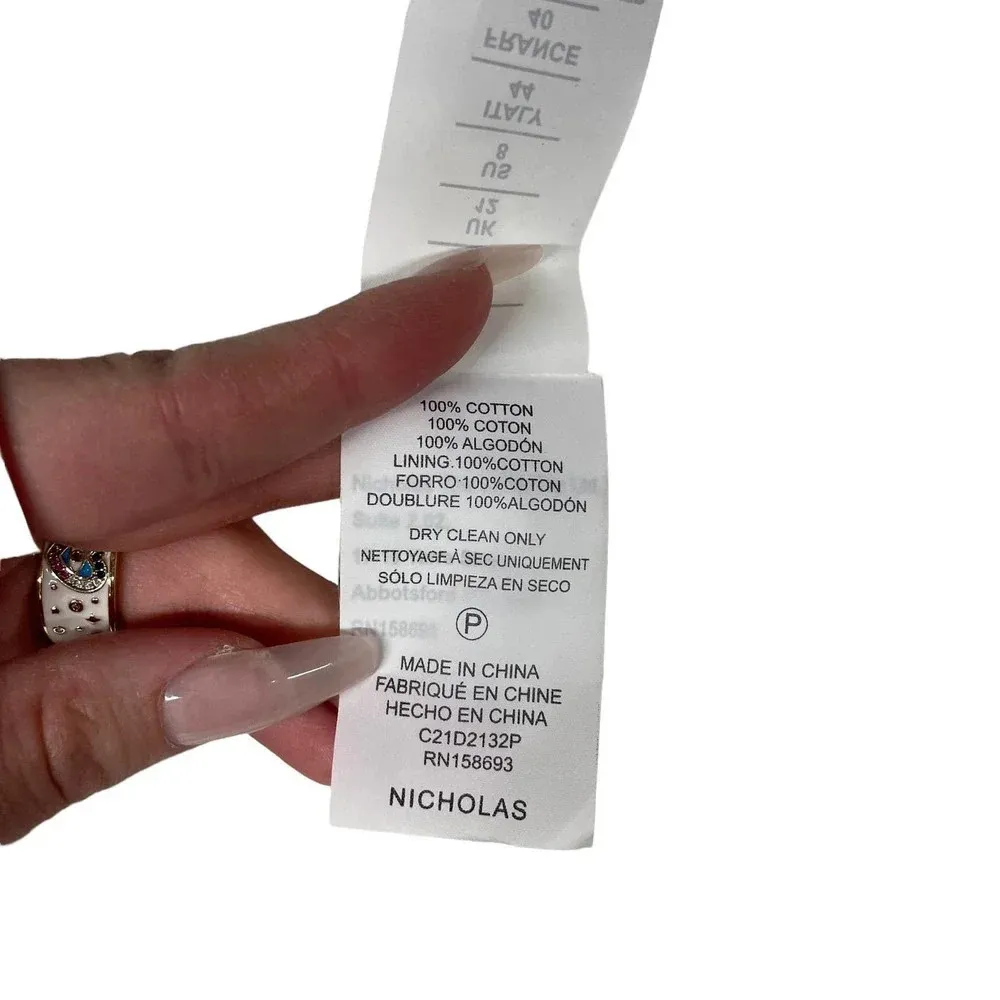 40
FRANCE
44
ITALY
8
US
12
UK
100% COTTON
100% COTON
100% ALGODÓN
LINING.100%COTTON
FORRO·100%COTON
DOUBLURE 100%ALGODÓN
DRY CLEAN ONLY
NETTOYAGE À SEC UNIQUEMENT
SÓLO LIMPIEZA EN SECO
Abbotsford
RN158693
P
MADE IN CHINA
FABRIQUÉ EN CHINE
HECHO EN CHINA
C21D2132P
RN158693
NICHOLAS